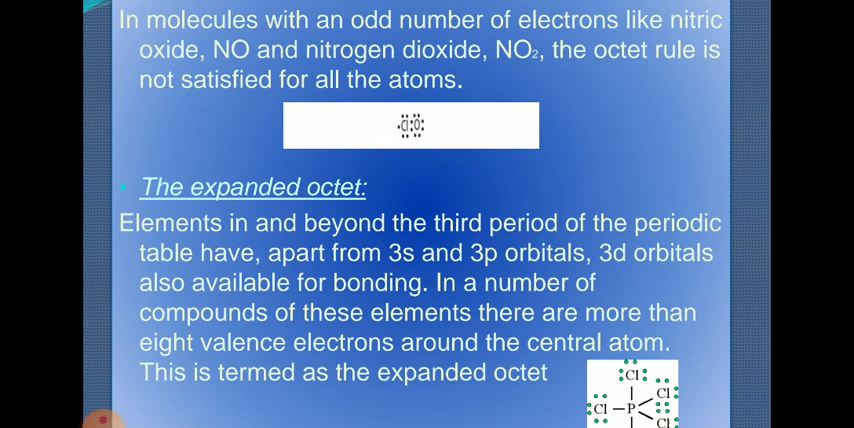 In molecules with an odd number of electrons like nitric
oxide, NO and nitrogen dioxide, NO₂, the octet rule is
not satisfied for all the atoms.
Cl O
• The expanded octet:
Elements in and beyond the third period of the periodic
table have, apart from 3s and 3p orbitals, 3d orbitals
also available for bonding. In a number of
compounds of these elements there are more than
eight valence electrons around the central atom.
This is termed as the expanded octet
Cl
Cl
Cl P
Cl